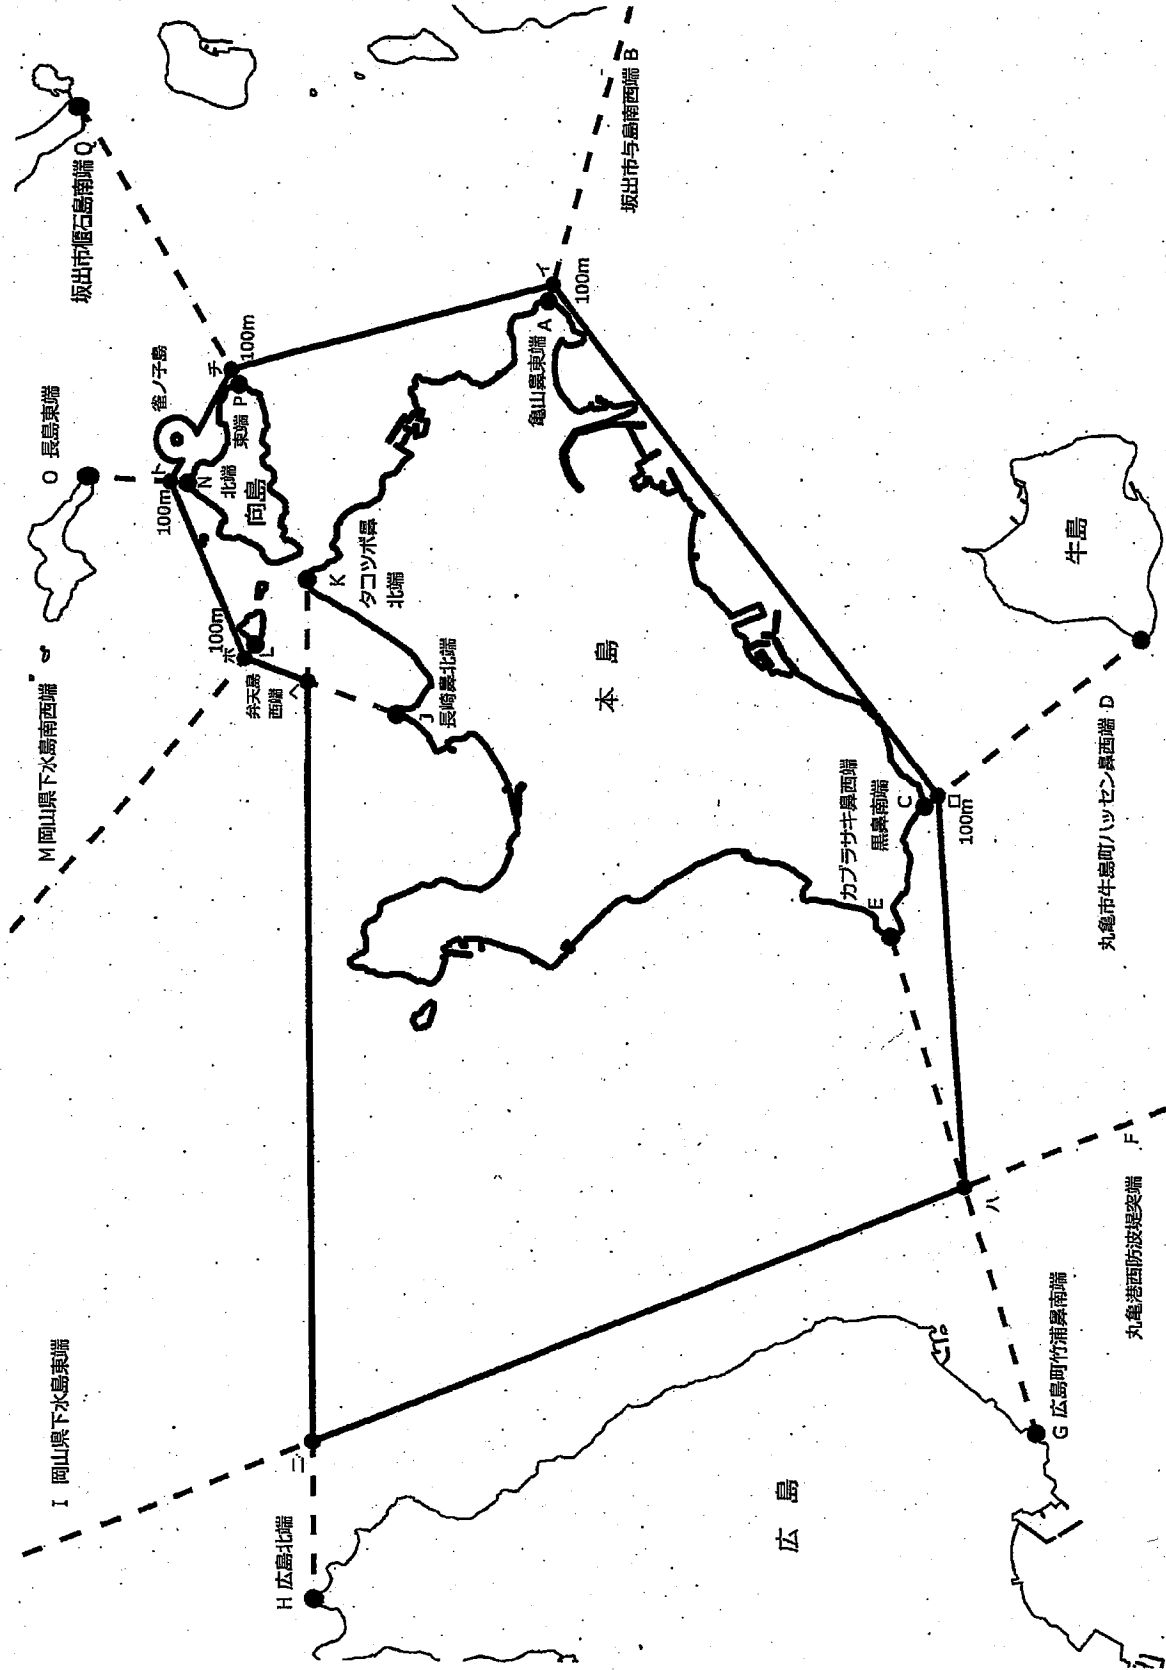 I 岡山県下水島東端
M 岡山県下水島南西端
O 長島東端
坂出市櫃石島南端 Q
H 広島北端
ニ
弁天島
西端
ヘ
ホ
100m
L
100m
ト
雀ノ子島
チ
100m
N
北端
東端 P
向島
J
長崎鼻北端
K
タコツボ鼻
北端
亀山鼻東端 A
イ
100m
坂出市与島南西端 B
本島
広島
カブラサキ鼻西端
E
黒鼻南端
C
ロ
100m
牛島
ハ
G 広島町竹浦鼻南端
丸亀港西防波堤突端 F
丸亀市牛島町ハッセン鼻西端 D